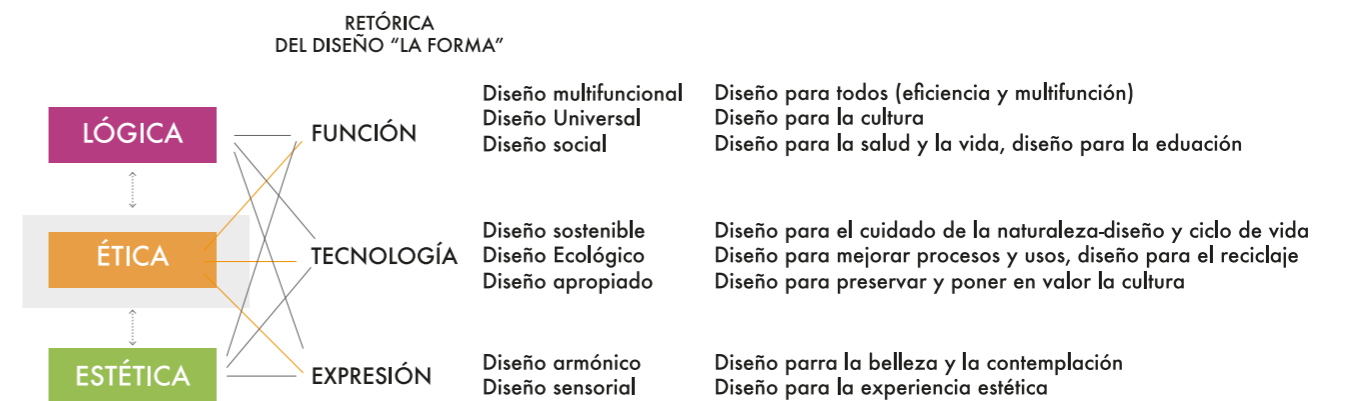 RETÓRICA
DEL DISEÑO “LA FORMA”
LÓGICA
FUNCIÓN
Diseño multifuncional Diseño para todos (eficiencia y multifunción)
Diseño Universal Diseño para la cultura
Diseño social Diseño para la salud y la vida, diseño para la eduación
ÉTICA
TECNOLOGÍA
Diseño sostenible Diseño para el cuidado de la naturaleza-diseño y ciclo de vida
Diseño Ecológico Diseño para mejorar procesos y usos, diseño para el reciclaje
Diseño apropiado Diseño para preservar y poner en valor la cultura
ESTÉTICA
EXPRESIÓN
Diseño armónico Diseño parra la belleza y la contemplación
Diseño sensorial Diseño para la experiencia estética